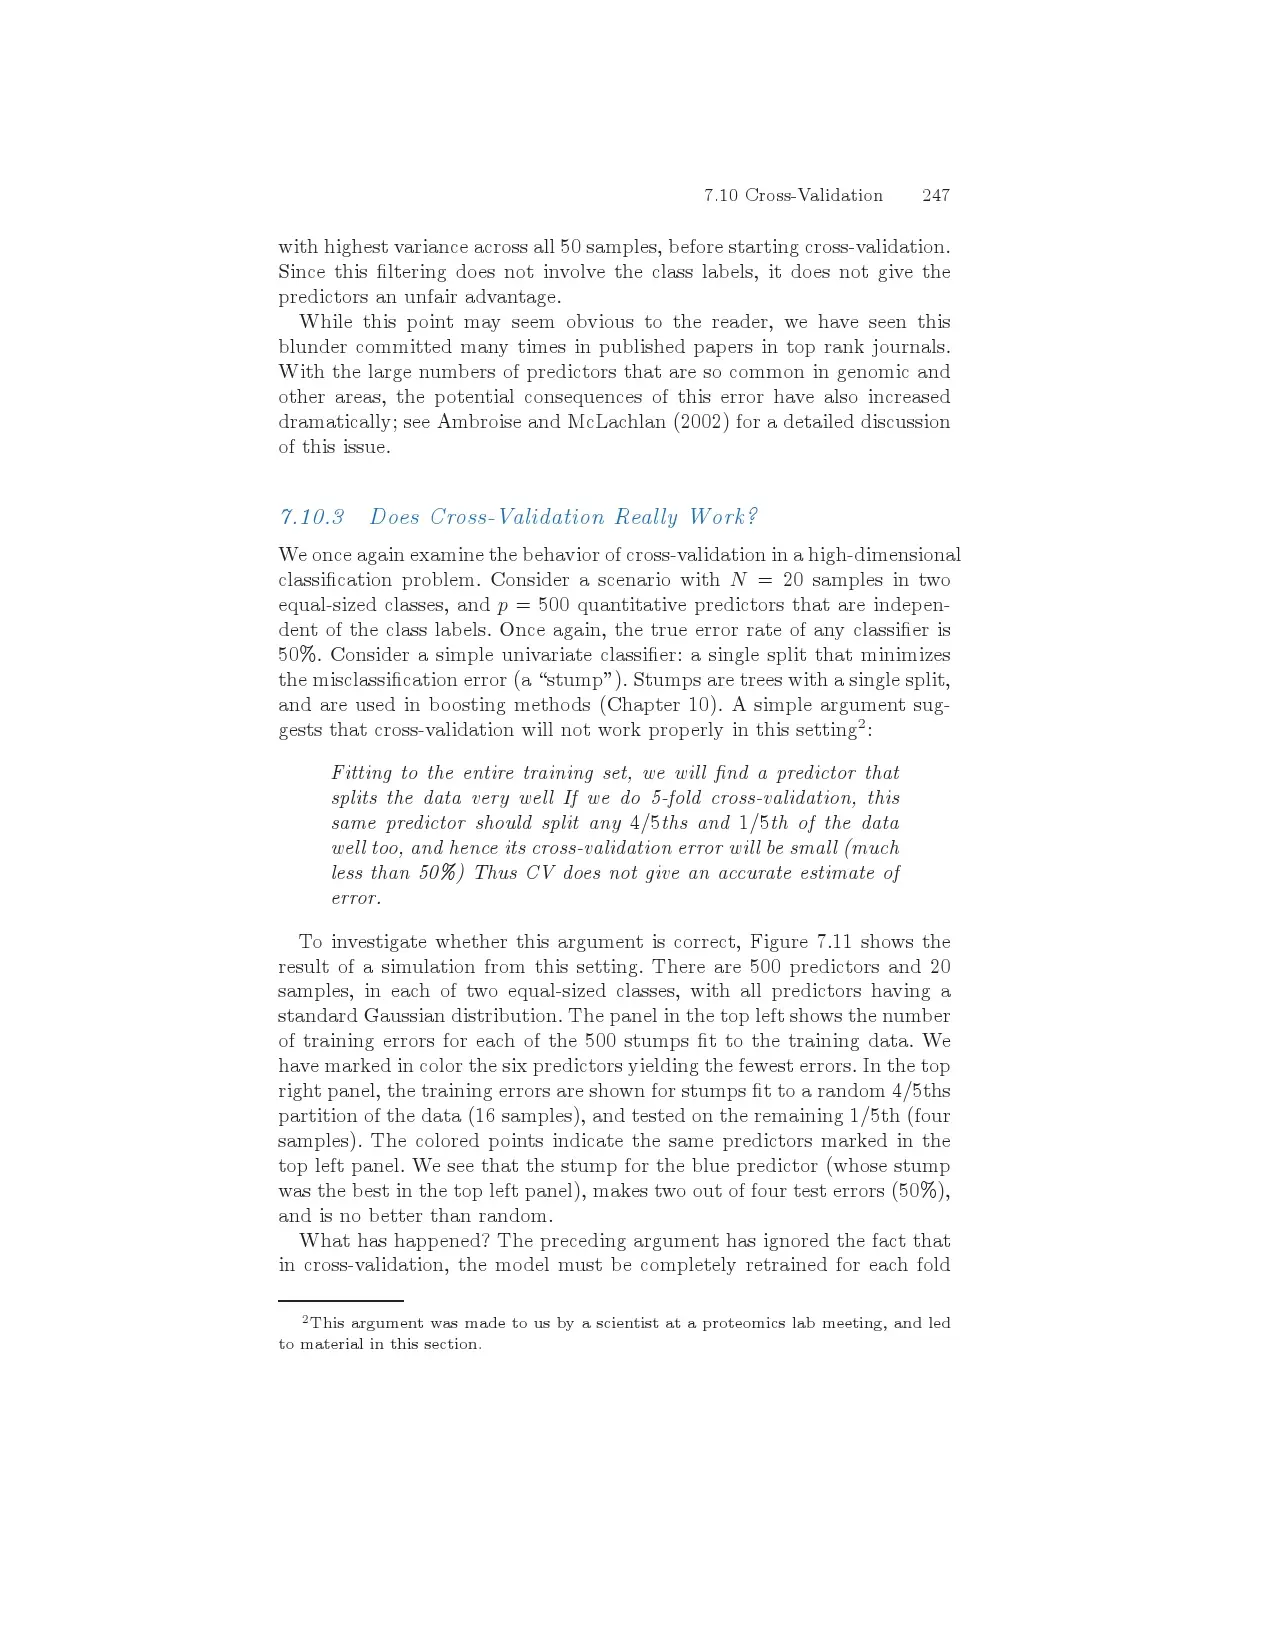 7.10 Cross-Validation 247
with highest variance across all 50 samples, before starting cross-validation.
Since this filtering does not involve the class labels, it does not give the
predictors an unfair advantage.
While this point may seem obvious to the reader, we have seen this
blunder committed many times in published papers in top rank journals.
With the large numbers of predictors that are so common in genomic and
other areas, the potential consequences of this error have also increased
dramatically; see Ambroise and McLachlan (2002) for a detailed discussion
of this issue.
7.10.3 Does Cross-Validation Really Work?
We once again examine the behavior of cross-validation in a high-dimensional
classification problem. Consider a scenario with N = 20 samples in two
equal-sized classes, and p = 500 quantitative predictors that are indepen-
dent of the class labels. Once again, the true error rate of any classifier is
50%. Consider a simple univariate classifier: a single split that minimizes
the misclassification error (a “stump”). Stumps are trees with a single split,
and are used in boosting methods (Chapter 10). A simple argument sug-
gests that cross-validation will not work properly in this setting²:
Fitting to the entire training set, we will find a predictor that
splits the data very well If we do 5-fold cross-validation, this
same predictor should split any 4/5ths and 1/5th of the data
well too, and hence its cross-validation error will be small (much
less than 50%) Thus CV does not give an accurate estimate of
error.
To investigate whether this argument is correct, Figure 7.11 shows the
result of a simulation from this setting. There are 500 predictors and 20
samples, in each of two equal-sized classes, with all predictors having a
standard Gaussian distribution. The panel in the top left shows the number
of training errors for each of the 500 stumps fit to the training data. We
have marked in color the six predictors yielding the fewest errors. In the top
right panel, the training errors are shown for stumps fit to a random 4/5ths
partition of the data (16 samples), and tested on the remaining 1/5th (four
samples). The colored points indicate the same predictors marked in the
top left panel. We see that the stump for the blue predictor (whose stump
was the best in the top left panel), makes two out of four test errors (50%),
and is no better than random.
What has happened? The preceding argument has ignored the fact that
in cross-validation, the model must be completely retrained for each fold
²This argument was made to us by a scientist at a proteomics lab meeting, and led
to material in this section.